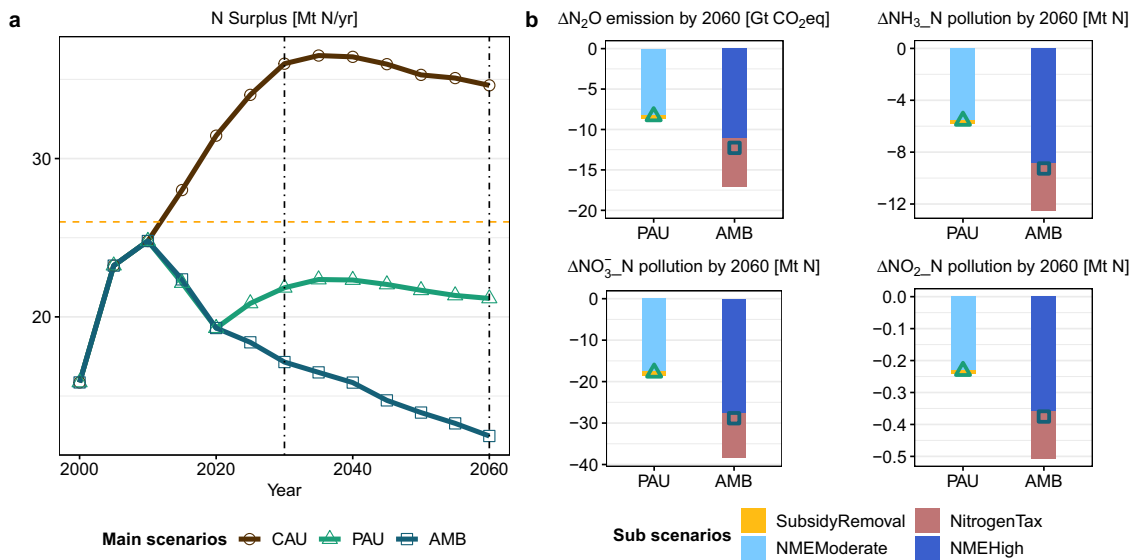 a
N Surplus [Mt N/yr]
30
20
2000
2020
2040
2060
Year
Main scenarios
CAU
PAU
AMB
b
ΔN₂O emission by 2060 [Gt CO₂eq]
0
−5
−10
−15
−20
PAU
AMB
ΔNH₃_N pollution by 2060 [Mt N]
0
−4
−8
−12
PAU
AMB
ΔNO₃⁻_N pollution by 2060 [Mt N]
0
−10
−20
−30
−40
PAU
AMB
ΔNO₂_N pollution by 2060 [Mt N]
0.0
−0.1
−0.2
−0.3
−0.4
−0.5
PAU
AMB
Sub scenarios
SubsidyRemoval
NMEModerate
NitrogenTax
NMEHigh